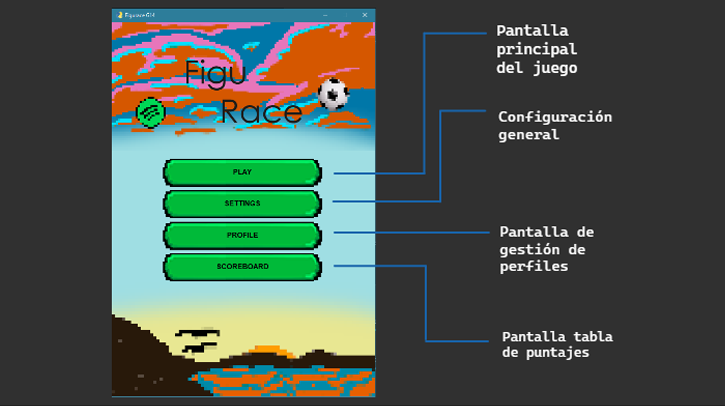 Figu
Race
PLAY
SETTINGS
PROFILE
SCOREBOARD
Pantalla
principal
del juego
Configuración
general
Pantalla de
gestión de
perfiles
Pantalla tabla
de puntajes